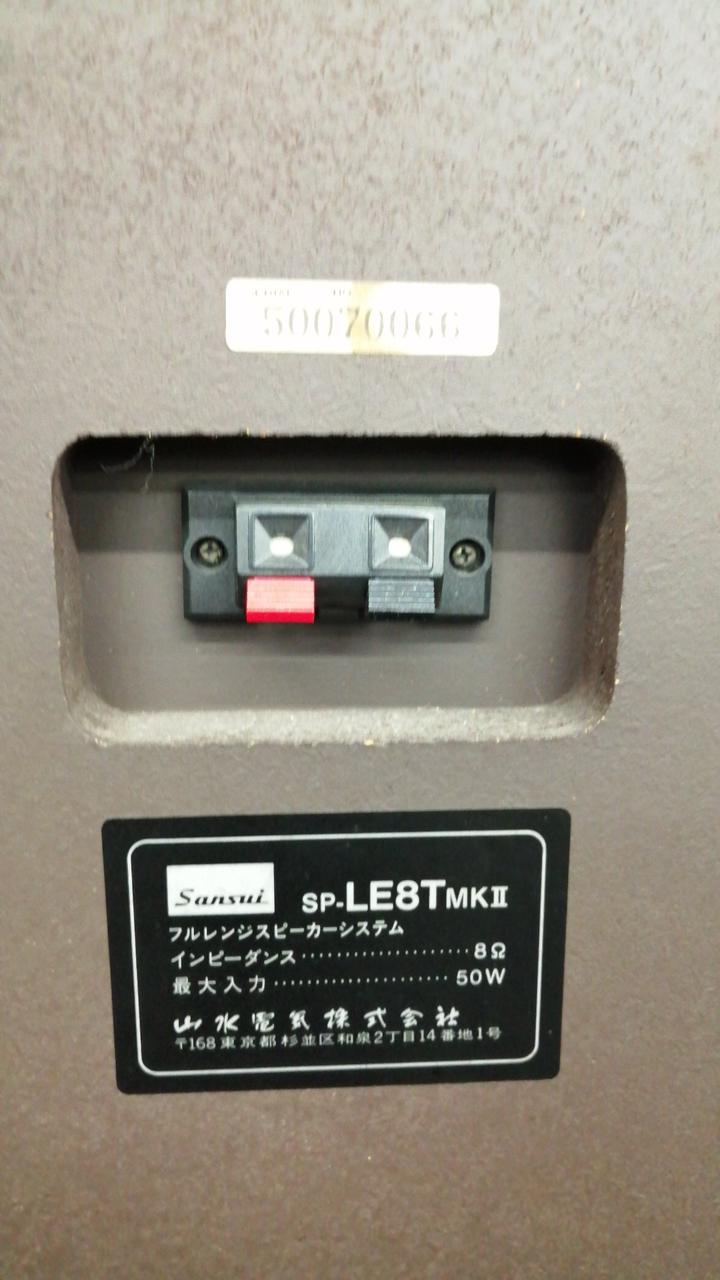 50070066
Sansui SP-LE8TMKⅡ
フルレンジスピーカーシステム
インピーダンス····················8Ω
最大入力····················50W
山水電気株式会社
〒168東京都杉並区和泉2丁目14番地1号